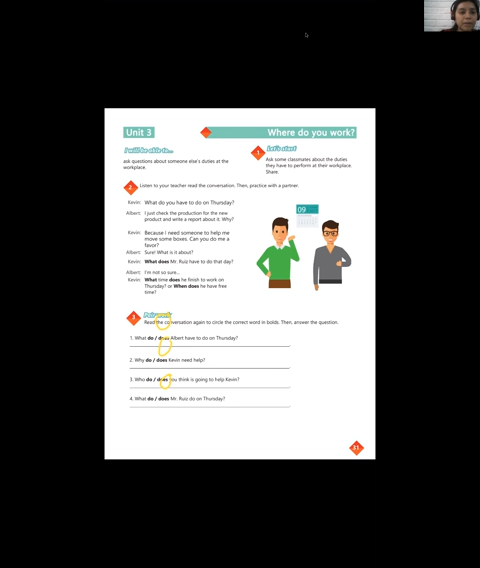 Unit 3
Where do you work?
I will be able to...
ask questions about someone else's duties at the
workplace.
1
Let's start
Ask some classmates about the duties
they have to perform at their workplace.
Share.
2
Listen to your teacher read the conversation. Then, practice with a partner.
Kevin: What do you have to do on Thursday?
Albert: I just check the production for the
new product and write a report about it. Why?
Kevin: Because I need someone to help me
move some boxes. Can you do me a
favor?
Albert: Sure! What is it about?
Kevin: What does Mr. Ruiz have to do that day?
Albert: I'm not so sure...
Kevin: What time does he finish to work on
Thursday? or When does he have free
time?
09
3
Pair work
Read the conversation again to circle the correct word in bolds. Then, answer the question.
1. What do / does Albert have to do on Thursday?
2. Why do / does Kevin need help?
3. Who do / does You think is going to help Kevin?
4. What do / does Mr. Ruiz do on Thursday?